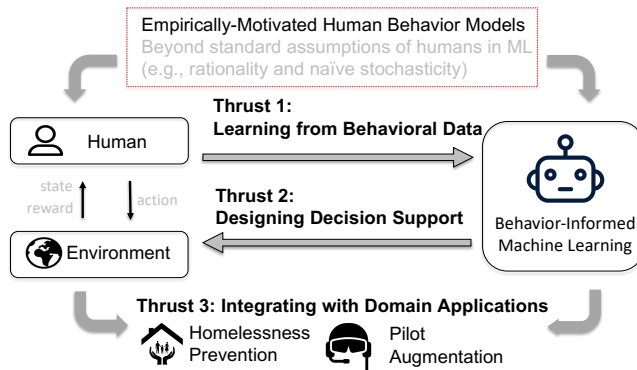 Empirically-Motivated Human Behavior Models
Beyond standard assumptions of humans in ML
(e.g., rationality and naïve stochasticity)
Thrust 1:
Learning from Behavioral Data
Human
state
reward
action
Thrust 2:
Designing Decision Support
Environment
Behavior-Informed
Machine Learning
Thrust 3: Integrating with Domain Applications
Homelessness
Prevention
Pilot
Augmentation